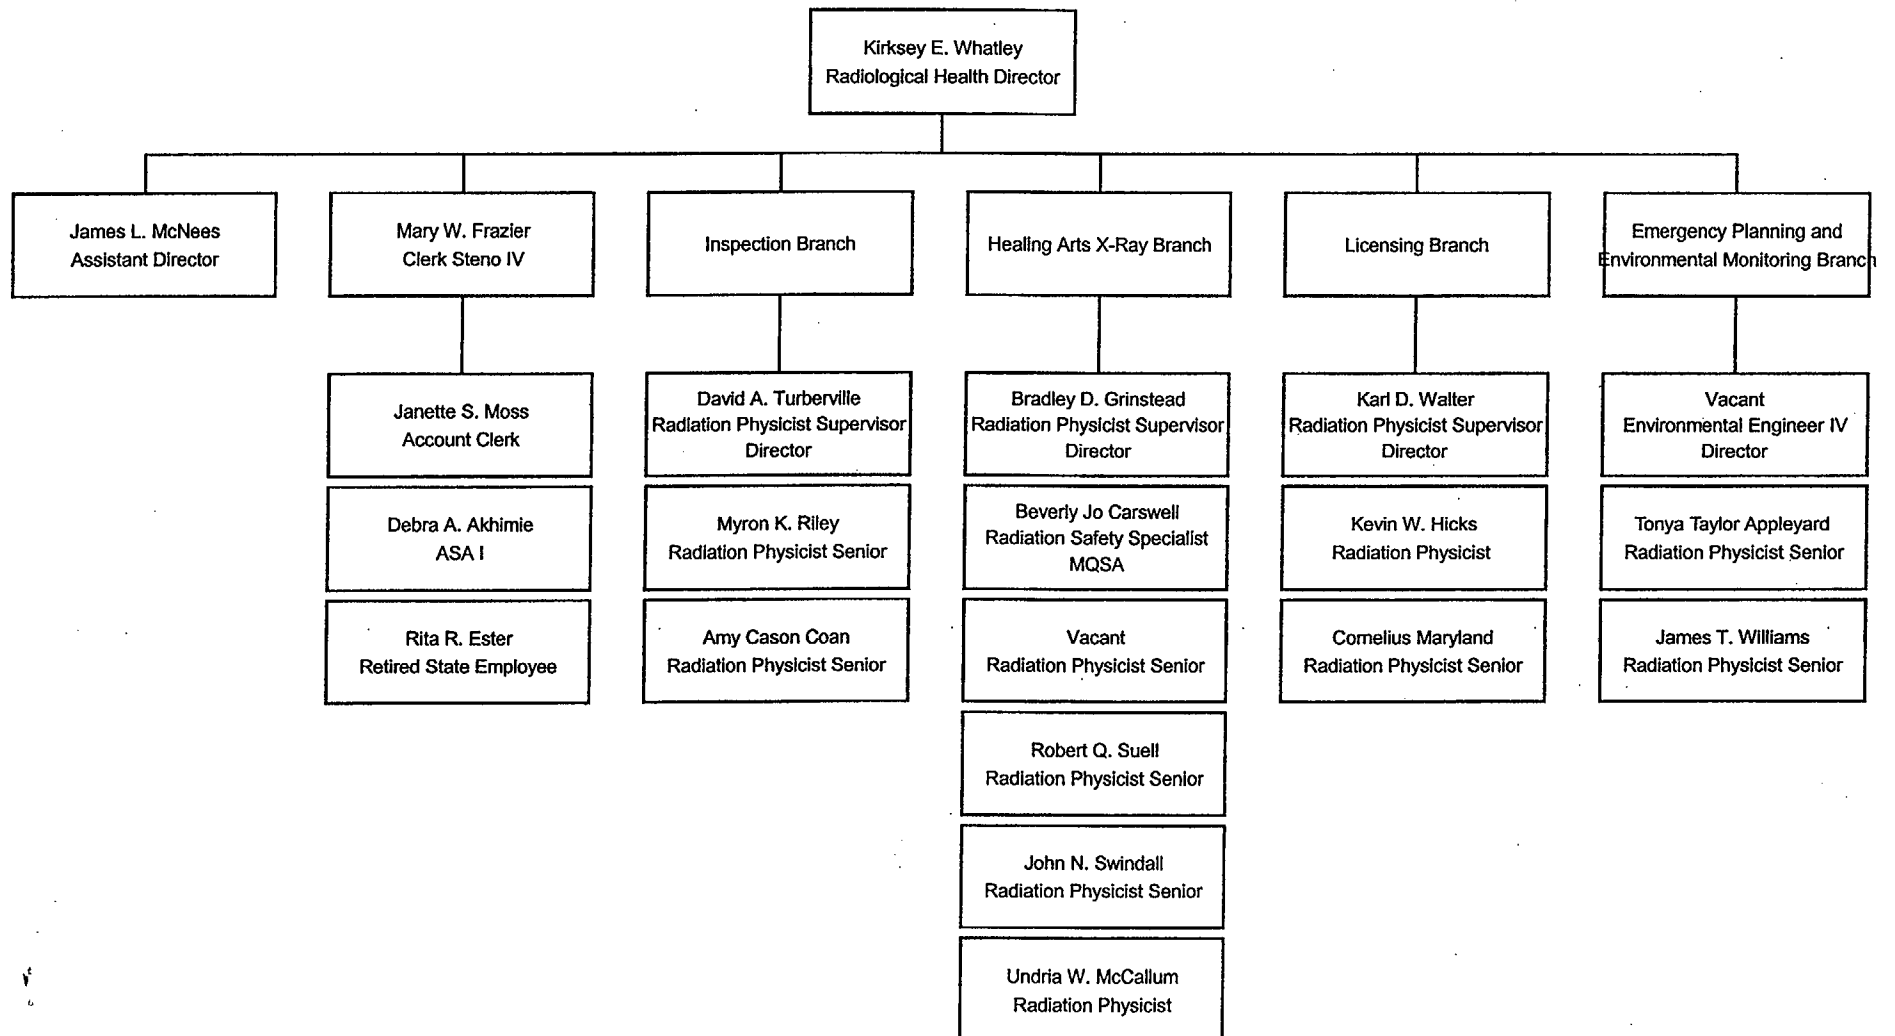 Kirksey E. Whatley
Radiological Health Director
James L. McNees
Assistant Director
Mary W. Frazier
Clerk Steno IV
Inspection Branch
Healing Arts X-Ray Branch
Licensing Branch
Emergency Planning and
Environmental Monitoring Branch
Janette S. Moss
Account Clerk
Debra A. Akhimie
ASA I
Rita R. Ester
Retired State Employee
David A. Turberville
Radiation Physicist Supervisor
Director
Myron K. Riley
Radiation Physicist Senior
Amy Cason Coan
Radiation Physicist Senior
Bradley D. Grinstead
Radiation Physicist Supervisor
Director
Beverly Jo Carswell
Radiation Safety Specialist
MQSA
Vacant
Radiation Physicist Senior
Robert Q. Suell
Radiation Physicist Senior
John N. Swindall
Radiation Physicist Senior
Undria W. McCallum
Radiation Physicist
Karl D. Walter
Radiation Physicist Supervisor
Director
Kevin W. Hicks
Radiation Physicist
Cornelius Maryland
Radiation Physicist Senior
Vacant
Environmental Engineer IV
Director
Tonya Taylor Appleyard
Radiation Physicist Senior
James T. Williams
Radiation Physicist Senior